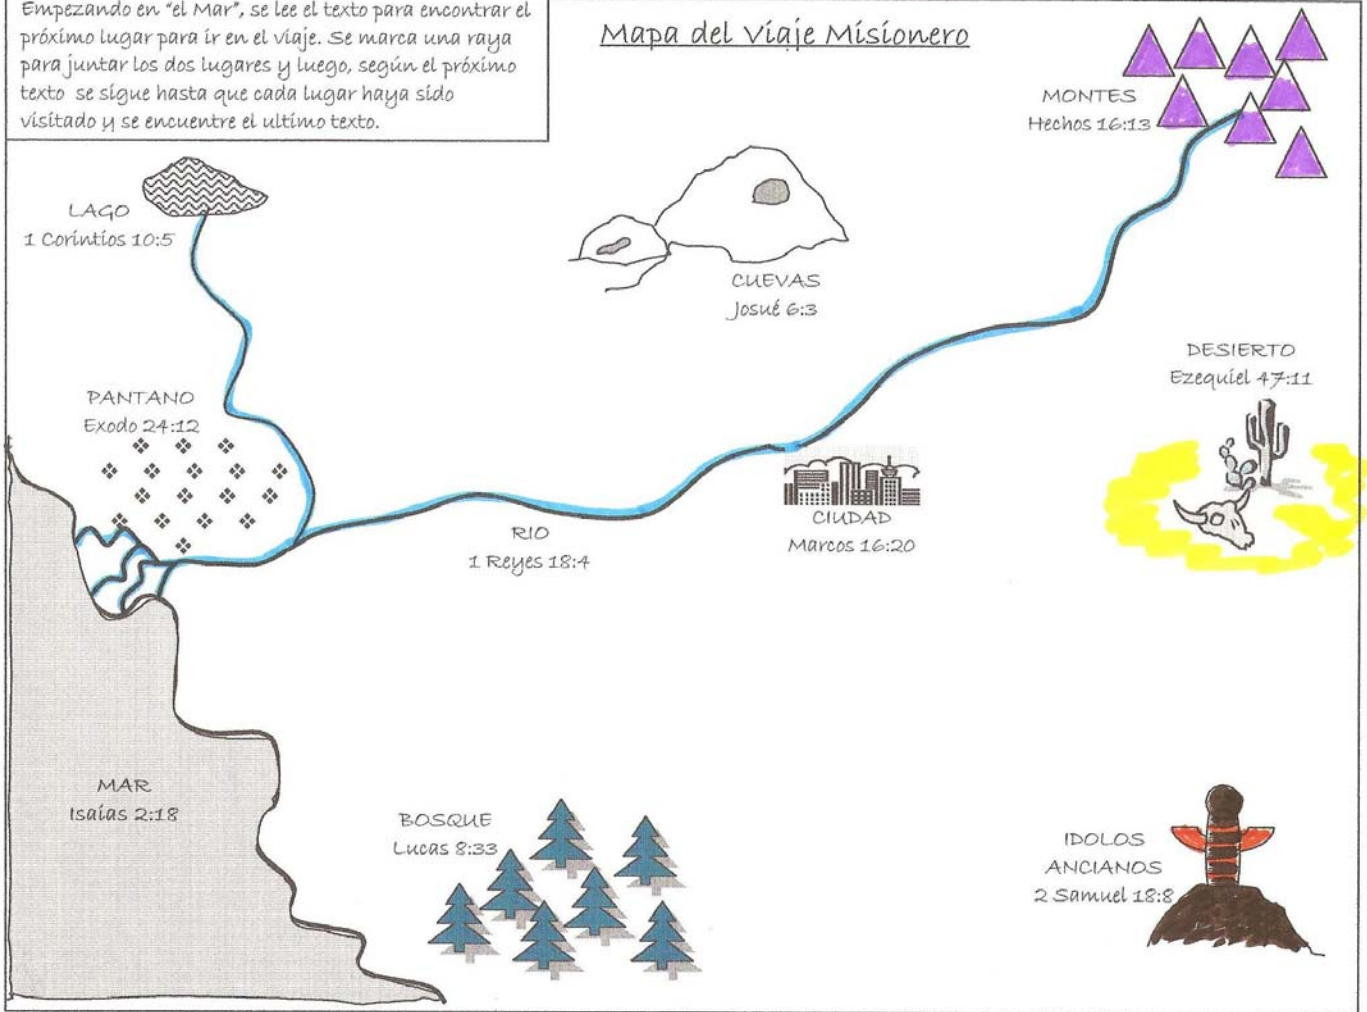 Empezando en "el Mar", se lee el texto para encontrar el
próximo lugar para ir en el viaje. Se marca una raya
para juntar los dos lugares y luego, según el próximo
texto se sigue hasta que cada lugar haya sido
visitado y se encuentre el ultimo texto.
Mapa del Viaje Misionero
MONTES
Hechos 16:13
LAGO
1 Corintios 10:5
CUEVAS
Josué 6:3
DESIERTO
Ezequiel 47:11
PANTANO
Exodo 24:12
RIO
1 Reyes 18:4
CIUDAD
Marcos 16:20
MAR
Isaías 2:18
BOSQUE
Lucas 8:33
IDOLOS
ANCIANOS
2 Samuel 18:8